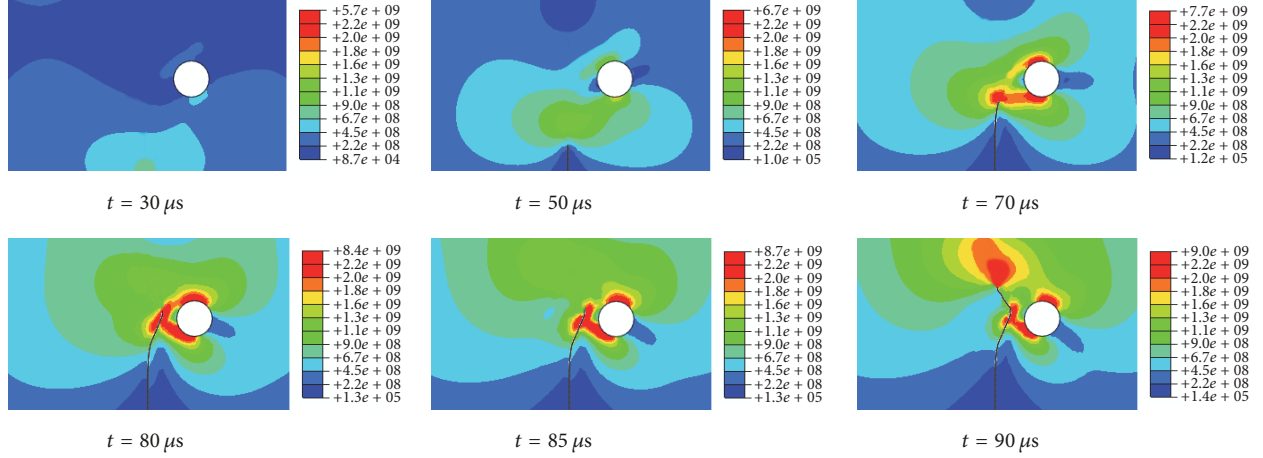 +5.7e + 09
+2.2e + 09
+2.0e + 09
+1.8e + 09
+1.6e + 09
+1.3e + 09
+1.1e + 09
+9.0e + 08
+6.7e + 08
+4.5e + 08
+2.2e + 08
+8.7e + 04
t = 30 μs
+6.7e + 09
+2.2e + 09
+2.0e + 09
+1.8e + 09
+1.6e + 09
+1.3e + 09
+1.1e + 09
+9.0e + 08
+6.7e + 08
+4.5e + 08
+2.2e + 08
+1.0e + 05
t = 50 μs
+7.7e + 09
+2.2e + 09
+2.0e + 09
+1.8e + 09
+1.6e + 09
+1.3e + 09
+1.1e + 09
+9.0e + 08
+6.7e + 08
+4.5e + 08
+2.2e + 08
+1.2e + 05
t = 70 μs
+8.4e + 09
+2.2e + 09
+2.0e + 09
+1.8e + 09
+1.6e + 09
+1.3e + 09
+1.1e + 09
+9.0e + 08
+6.7e + 08
+4.5e + 08
+2.2e + 08
+1.3e + 05
t = 80 μs
+8.7e + 09
+2.2e + 09
+2.0e + 09
+1.8e + 09
+1.6e + 09
+1.3e + 09
+1.1e + 09
+9.0e + 08
+6.7e + 08
+4.5e + 08
+2.2e + 08
+1.3e + 05
t = 85 μs
+9.0e + 09
+2.2e + 09
+2.0e + 09
+1.8e + 09
+1.6e + 09
+1.3e + 09
+1.1e + 09
+9.0e + 08
+6.7e + 08
+4.5e + 08
+2.2e + 08
+1.4e + 05
t = 90 μs